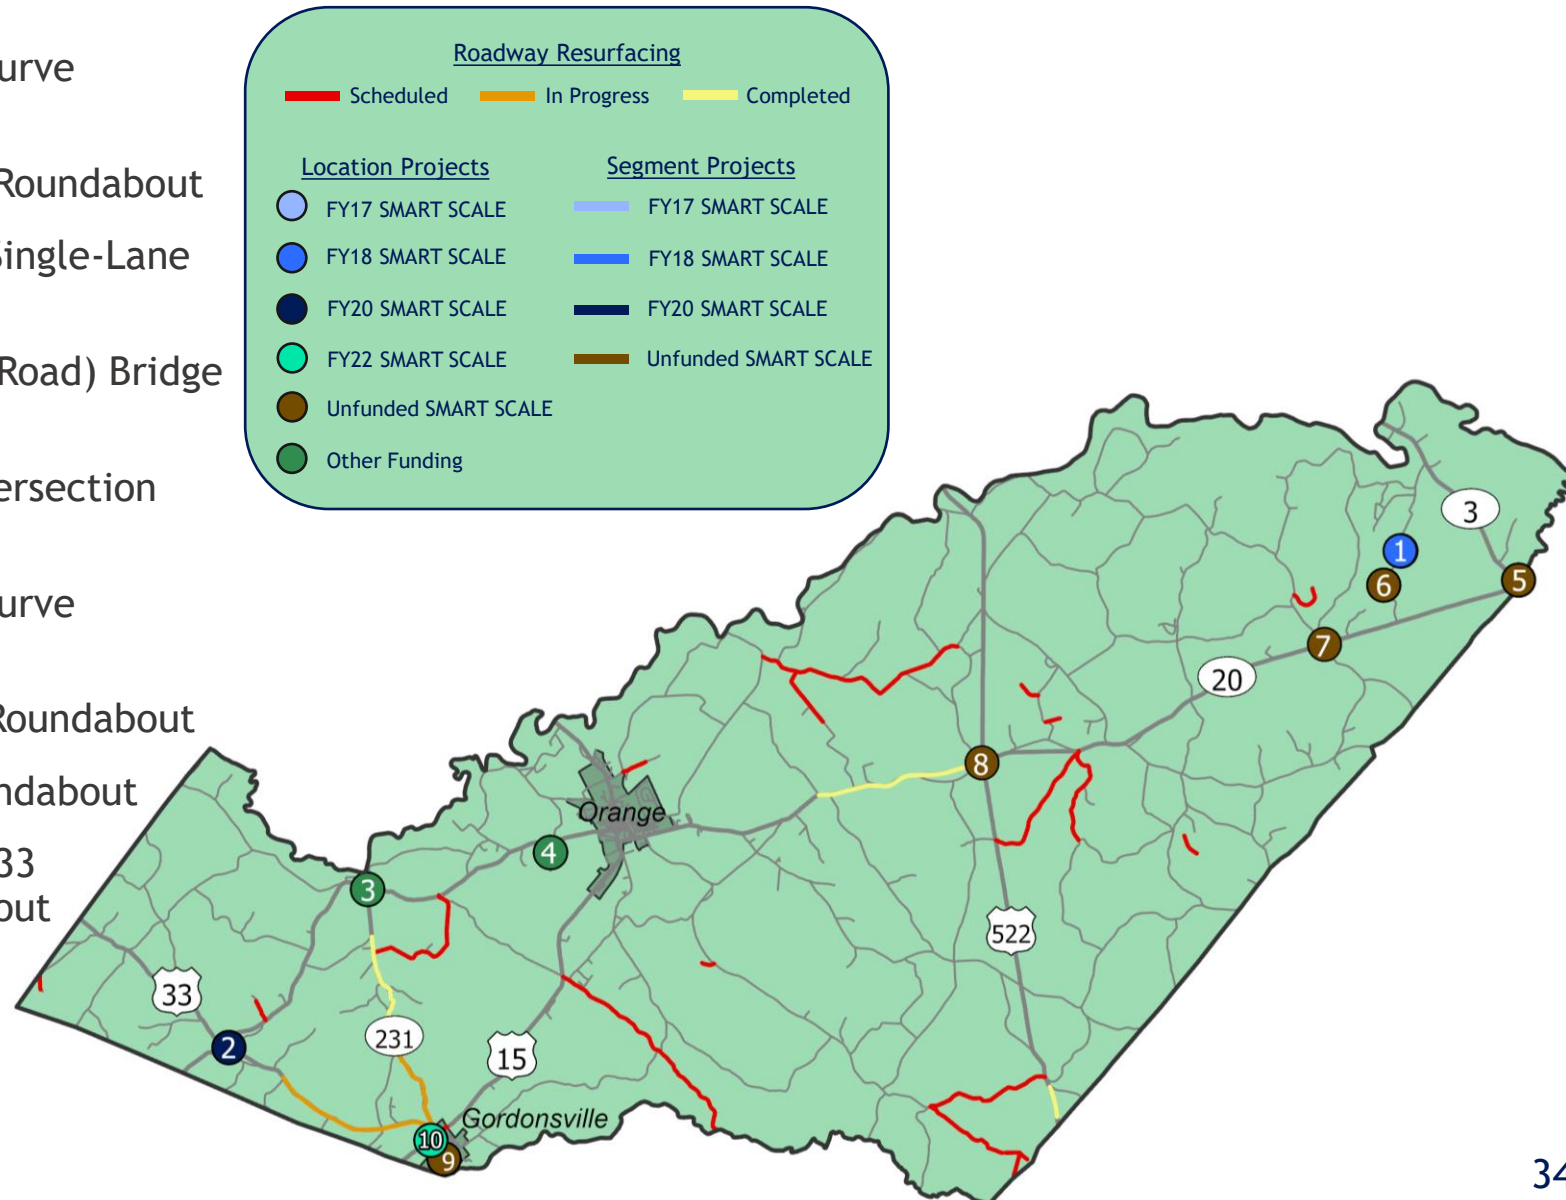 urve
Roundabout
Single-Lane
Road) Bridge
ersection
urve
Roundabout
ndabout
33
out
Roadway Resurfacing
Scheduled In Progress Completed
Location Projects Segment Projects
FY17 SMART SCALE FY17 SMART SCALE
FY18 SMART SCALE FY18 SMART SCALE
FY20 SMART SCALE FY20 SMART SCALE
FY22 SMART SCALE Unfunded SMART SCALE
Unfunded SMART SCALE
Other Funding
3
1
5
6
7
20
8
Orange
4
3
522
33
231
15
2
Gordonsville
10
9
34